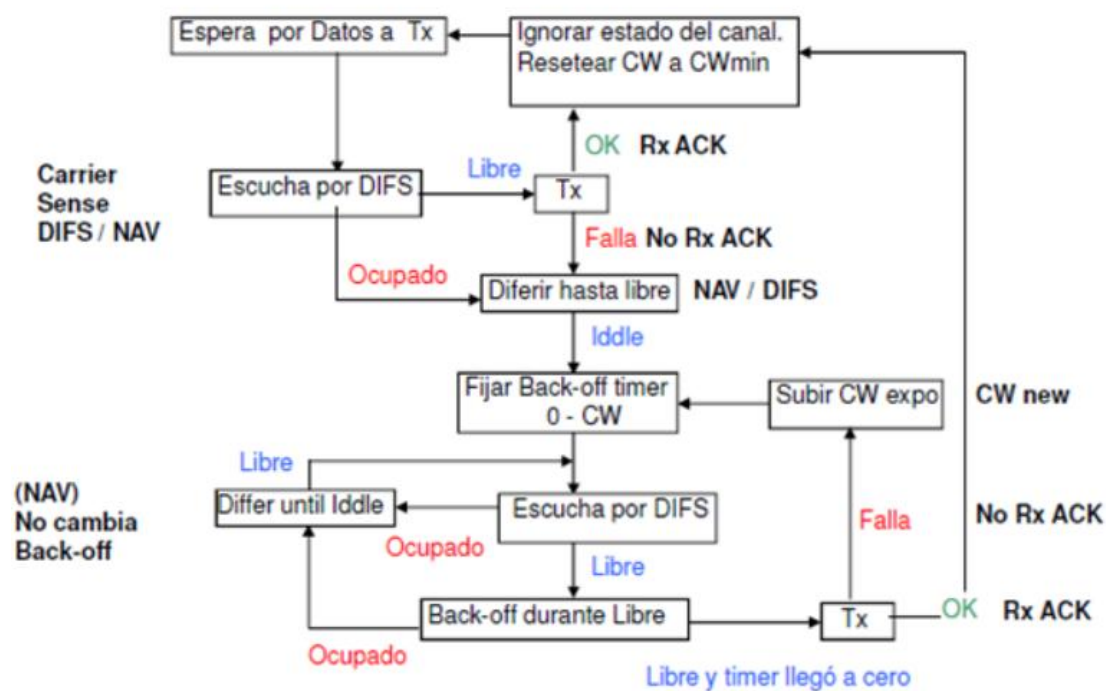 Espera por Datos a Tx
Ignorar estado del canal.
Resetear CW a CWmin
OK Rx ACK
Carrier
Sense
DIFS / NAV
Escucha por DIFS
Libre
Tx
Falla No Rx ACK
Ocupado
Diferir hasta libre
NAV / DIFS
Iddle
Fijar Back-off timer
0 - CW
Subir CW expo
CW new
Libre
(NAV)
No cambia
Back-off
Differ until Iddle
Escucha por DIFS
Ocupado
Falla
No Rx ACK
Libre
Back-off durante Libre
Tx
OK Rx ACK
Ocupado
Libre y timer llegó a cero